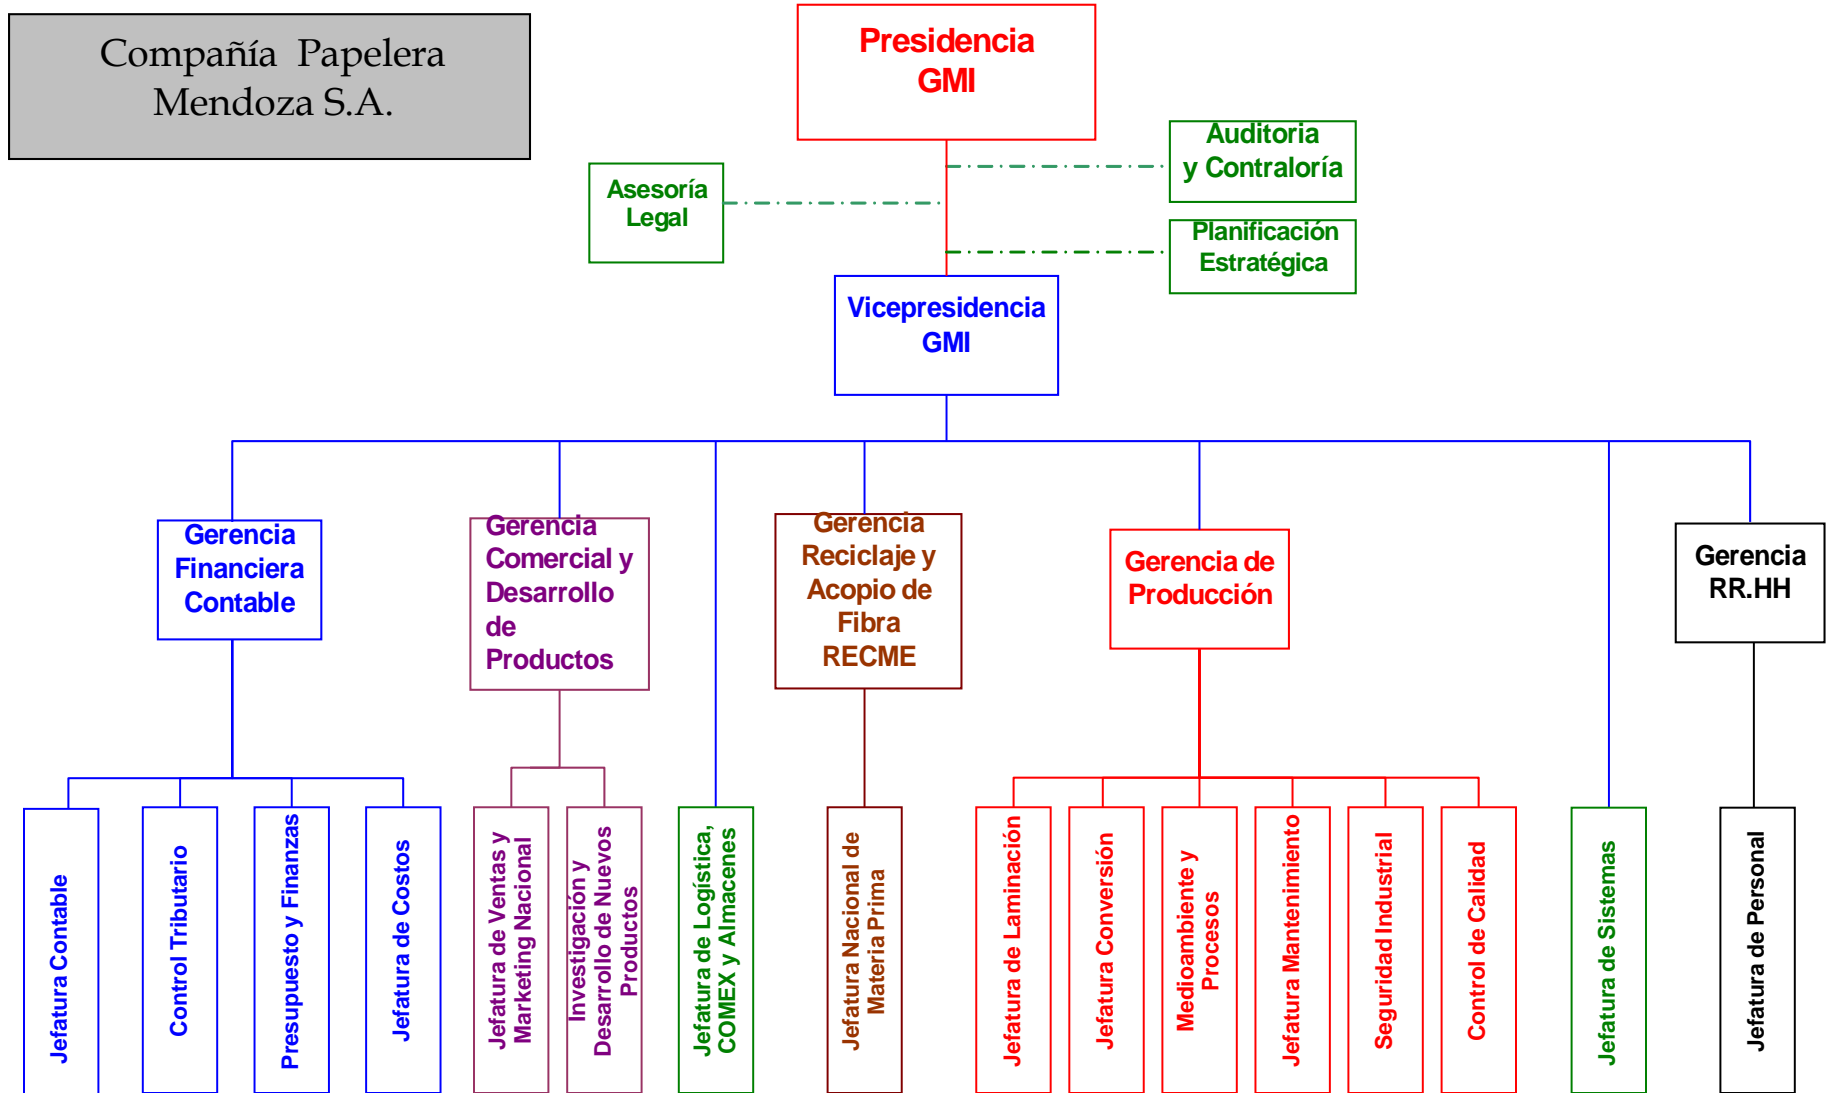 Compañía Papelera
Mendoza S.A.
Presidencia
GMI
Auditoria
y Contraloría
Asesoría
Legal
Planificación
Estratégica
Vicepresidencia
GMI
Gerencia
Financiera
Contable
Gerencia
Comercial y
Desarrollo
de
Productos
Gerencia
Reciclaje y
Acopio de
Fibra
RECME
Gerencia de
Producción
Gerencia
RR.HH
Jefatura Contable
Control Tributario
Presupuesto y Finanzas
Jefatura de Costos
Jefatura de Ventas y
Marketing Nacional
Investigación y
Desarrollo de Nuevos
Productos
Jefatura de Logística,
COMEX y Almacenes
Jefatura Nacional de
Materia Prima
Jefatura de Laminación
Jefatura Conversión
Medioambiente y
Procesos
Jefatura Mantenimiento
Seguridad Industrial
Control de Calidad
Jefatura de Sistemas
Jefatura de Personal